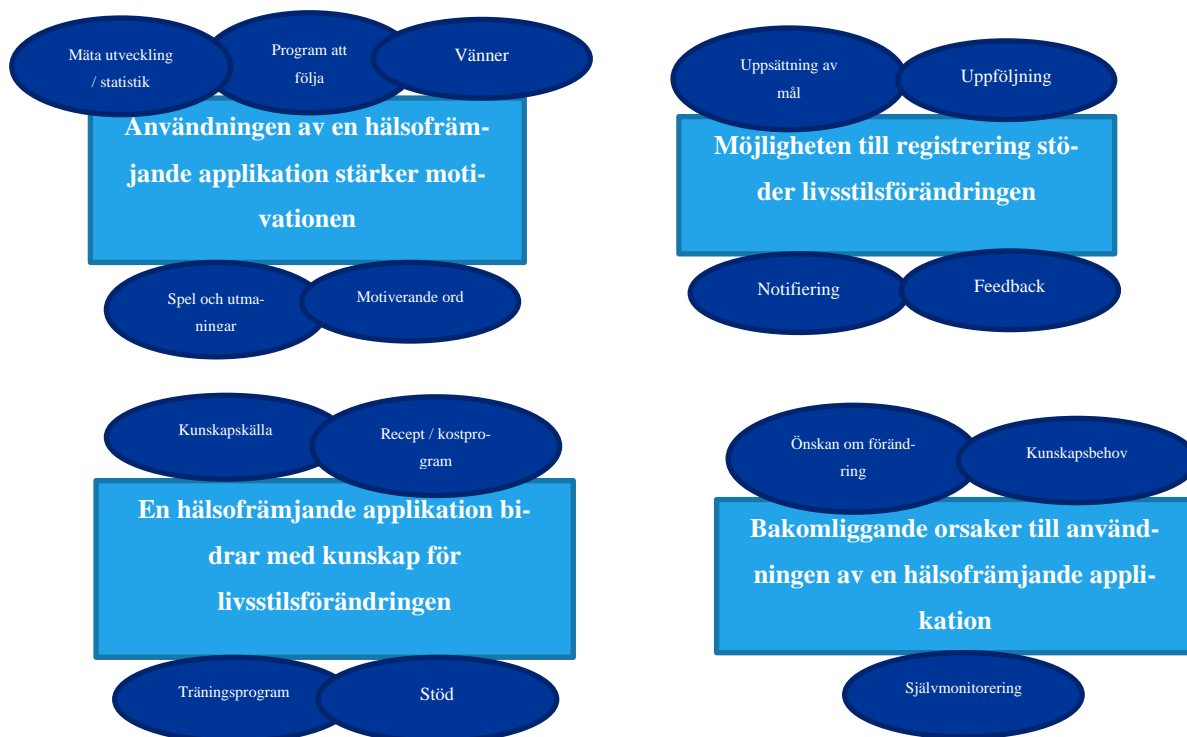 Mäta utveckling
/ statistik
Program att
följa
Vänner
Användningen av en hälsofräm-
jande applikation stärker moti-
vationen
Spel och utma-
ningar
Motiverande ord
Uppsättning av
mål
Uppföljning
Möjligheten till registrering stö-
der livsstilsförändringen
Notifiering
Feedback
Kunskapskälla
Recept / kostpro-
gram
En hälsofrämjande applikation bi-
drar med kunskap för
livsstilsförändringen
Träningsprogram
Stöd
Önskan om föränd-
ring
Kunskapsbehov
Bakomliggande orsaker till använd-
ningen av en hälsofrämjande appli-
kation
Självmonitorering